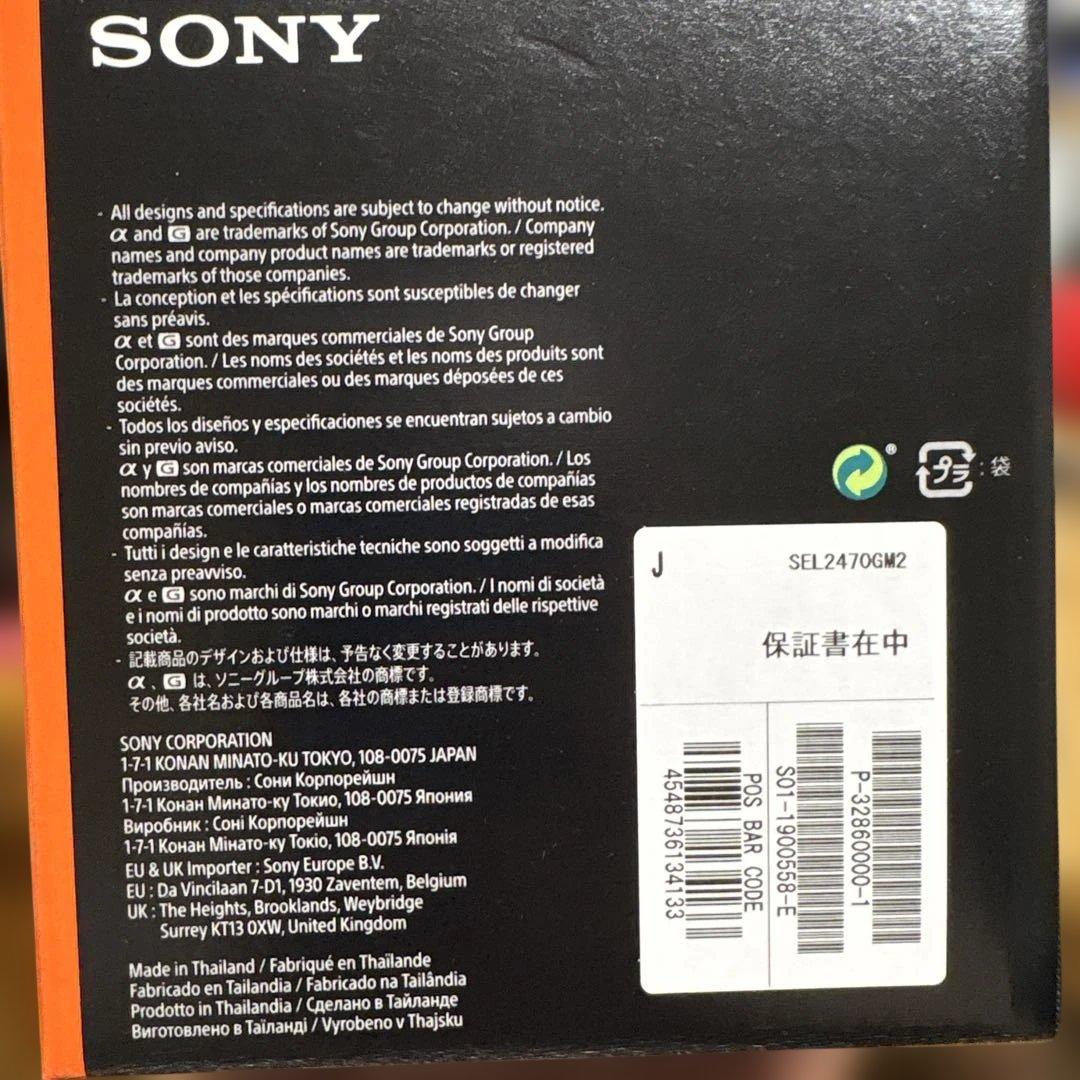 SONY
- All designs and specifications are subject to change without notice.
α and G are trademarks of Sony Group Corporation. / Company
names and company product names are trademarks or registered
trademarks of those companies.
- La conception et les spécifications sont susceptibles de changer
sans préavis.
α et G sont des marques commerciales de Sony Group
Corporation. / Les noms des sociétés et les noms des produits sont
des marques commerciales ou des marques déposées de ces
sociétés.
- Todos los diseños y especificaciones se encuentran sujetos a cambio
sin previo aviso.
α y G son marcas comerciales de Sony Group Corporation. / Los
nombres de compañías y los nombres de productos de compañías
son marcas comerciales o marcas comerciales registradas de esas
compañías.
- Tutti i design e le caratteristiche tecniche sono soggetti a modifica
senza preavviso.
α e G sono marchi di Sony Group Corporation. / I nomi di società
e i nomi di prodotto sono marchi o marchi registrati delle rispettive
società.
- 記載商品のデザインおよび仕様は、予告なく変更することがあります。
α、G は、ソニーグループ株式会社の商標です。
その他、各社名および各商品名は、各社の商標または登録商標です。
SONY CORPORATION
1-7-1 KONAN MINATO-KU TOKYO, 108-0075 JAPAN
Производитель : Сони Корпорейшн
1-7-1 Конан Минато-ку Токио, 108-0075 Япония
Виробник : Соні Корпорейшн
1-7-1 Конан Мінато-ку Токіо, 108-0075 Японія
EU & UK Importer : Sony Europe B.V.
EU : Da Vincilaan 7-D1, 1930 Zaventem, Belgium
UK : The Heights, Brooklands, Weybridge
Surrey KT13 0XW, United Kingdom
Made in Thailand / Fabriqué en Thaïlande
Fabricado en Tailandia / Fabricado na Tailândia
Prodotto in Thailandia / Сделано в Тайланде
Виготовлено в Таїланді / Vyrobeno v Thajsku
®
プラ : 袋
J SEL2470GM2
保証書在中
P-32860000-1
S01-1900558-E
POS BAR CODE
4548736134133